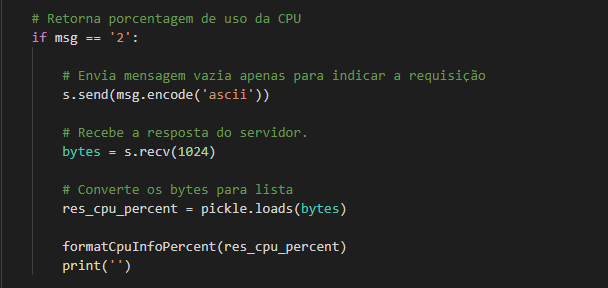 # Retorna porcentagem de uso da CPU
if msg == '2':
# Envia mensagem vazia apenas para indicar a requisição
s.send(msg.encode('ascii'))
# Recebe a resposta do servidor.
bytes = s.recv(1024)
# Converte os bytes para lista
res_cpu_percent = pickle.loads(bytes)
formatCpuInfoPercent(res_cpu_percent)
print('')